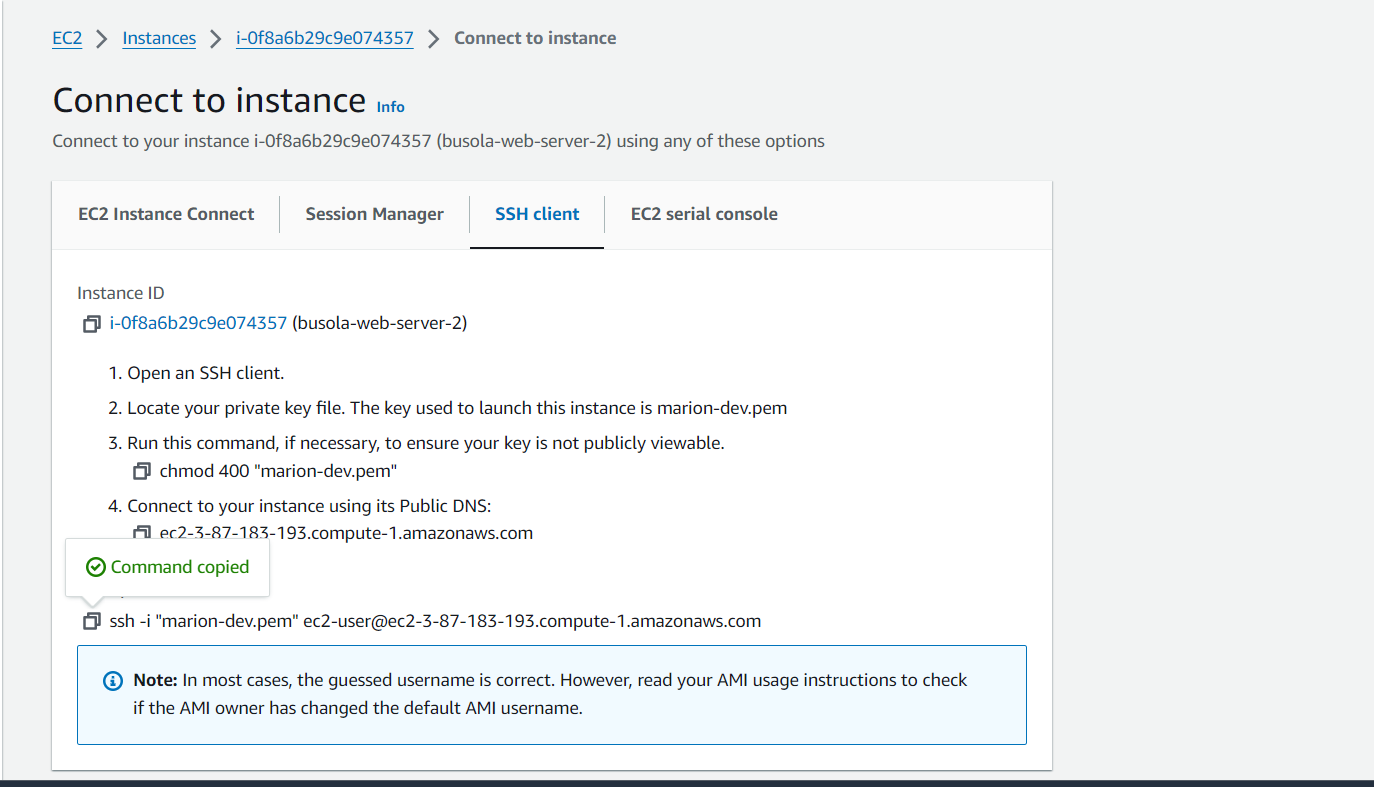 EC2 > Instances > i-0f8a6b29c9e074357 > Connect to instance
Connect to instance Info
Connect to your instance i-0f8a6b29c9e074357 (busola-web-server-2) using any of these options
EC2 Instance Connect Session Manager SSH client EC2 serial console
Instance ID
i-0f8a6b29c9e074357 (busola-web-server-2)
1. Open an SSH client.
2. Locate your private key file. The key used to launch this instance is marion-dev.pem
3. Run this command, if necessary, to ensure your key is not publicly viewable.
chmod 400 "marion-dev.pem"
4. Connect to your instance using its Public DNS:
ec2-3-87-183-193.compute-1.amazonaws.com
Command copied
ssh -i "marion-dev.pem" ec2-user@ec2-3-87-183-193.compute-1.amazonaws.com
Note: In most cases, the guessed username is correct. However, read your AMI usage instructions to check
if the AMI owner has changed the default AMI username.